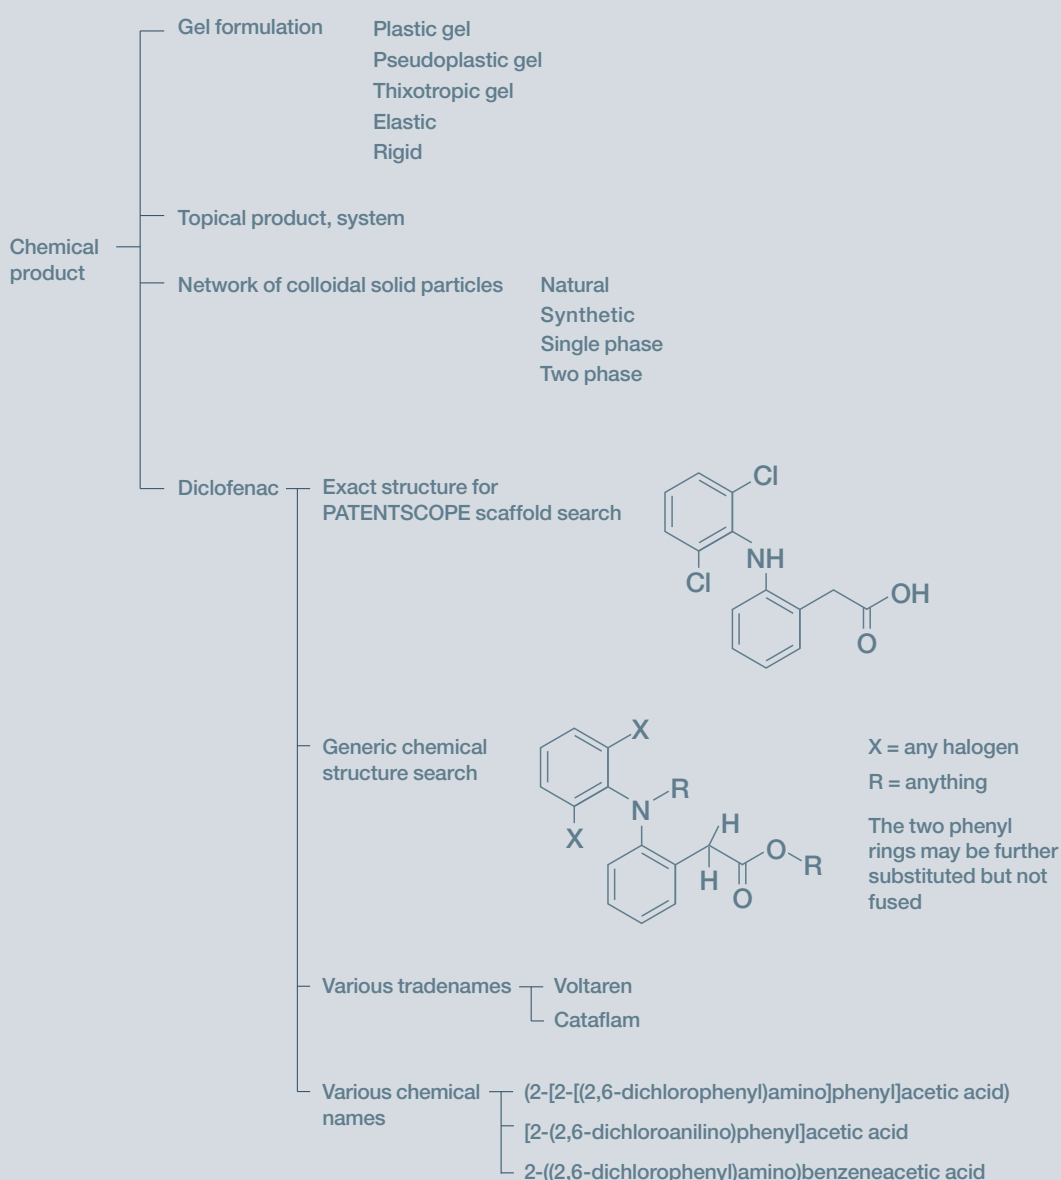 Gel formulation
Plastic gel
Pseudoplastic gel
Thixotropic gel
Elastic
Rigid
Topical product, system
Chemical
product
Network of colloidal solid particles
Natural
Synthetic
Single phase
Two phase
Diclofenac
Exact structure for
PATENTSCOPE scaffold search
Cl
NH
Cl
OH
O
Generic chemical
structure search
X
R
N
X
H
H
O
R
O
X = any halogen
R = anything
The two phenyl
rings may be further
substituted but not
fused
Various tradenames
Voltaren
Cataflam
Various chemical
names
(2-[2-[(2,6-dichlorophenyl)amino]phenyl]acetic acid)
[2-(2,6-dichloroanilino)phenyl]acetic acid
2-((2,6-dichlorophenyl)amino)benzeneacetic acid